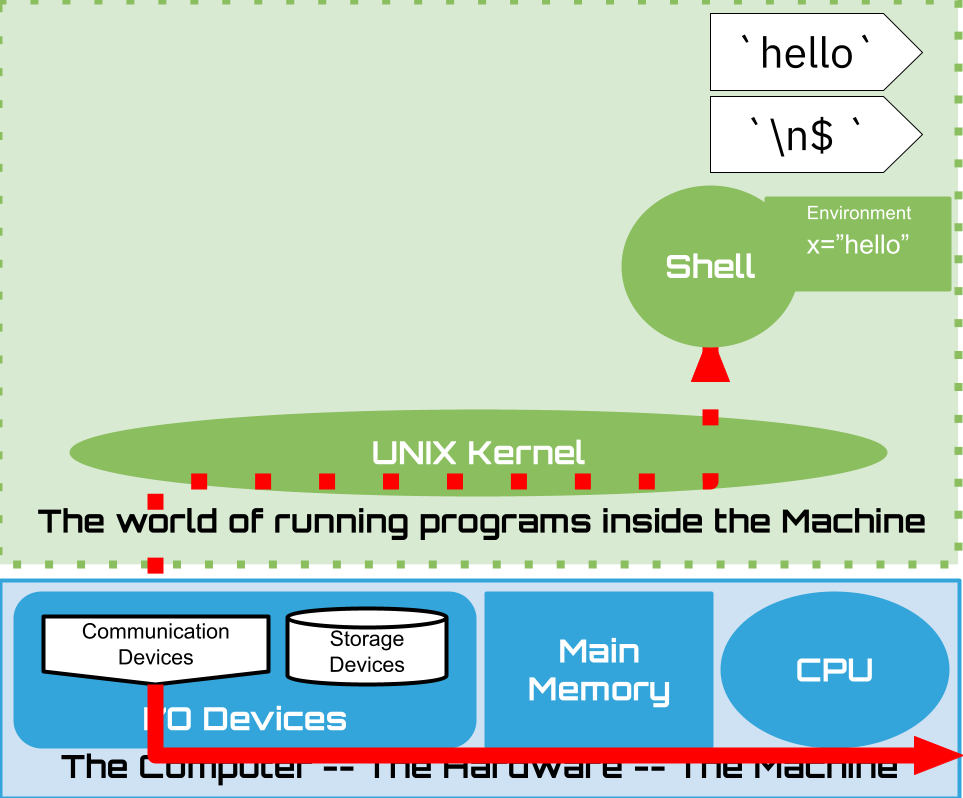 `hello`
`\n$ `
Environment
x=”hello”
Shell
UNIX Kernel
The world of running programs inside the Machine
Communication
Devices
Storage
Devices
I/O Devices
Main
Memory
CPU
The Computer -- The Hardware -- The Machine